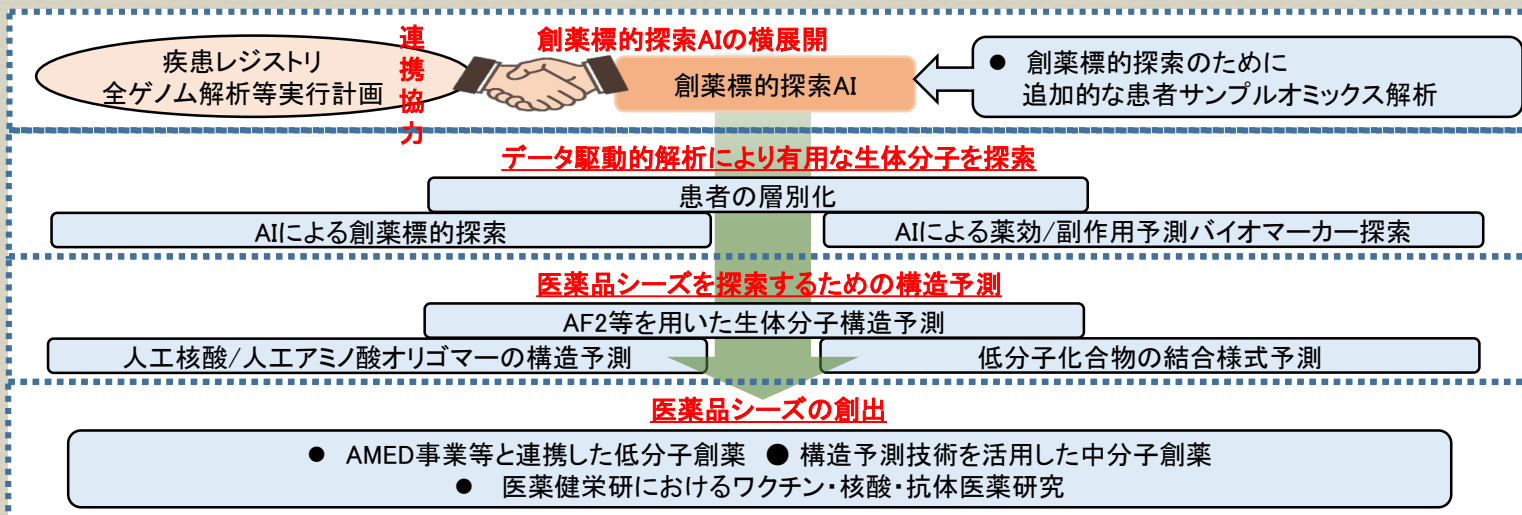 疾患レジストリ
全ゲノム解析等実行計画
連携協力
創薬標的探索AIの横展開
創薬標的探索AI
● 創薬標的探索のために
追加的な患者サンプルオミックス解析
データ駆動的解析により有用な生体分子を探索
患者の層別化
AIによる創薬標的探索
AIによる薬効/副作用予測バイオマーカー探索
医薬品シーズを探索するための構造予測
AF2等を用いた生体分子構造予測
人工核酸/人工アミノ酸オリゴマーの構造予測
低分子化合物の結合様式予測
医薬品シーズの創出
● AMED事業等と連携した低分子創薬 ● 構造予測技術を活用した中分子創薬
● 医薬健栄研におけるワクチン・核酸・抗体医薬研究